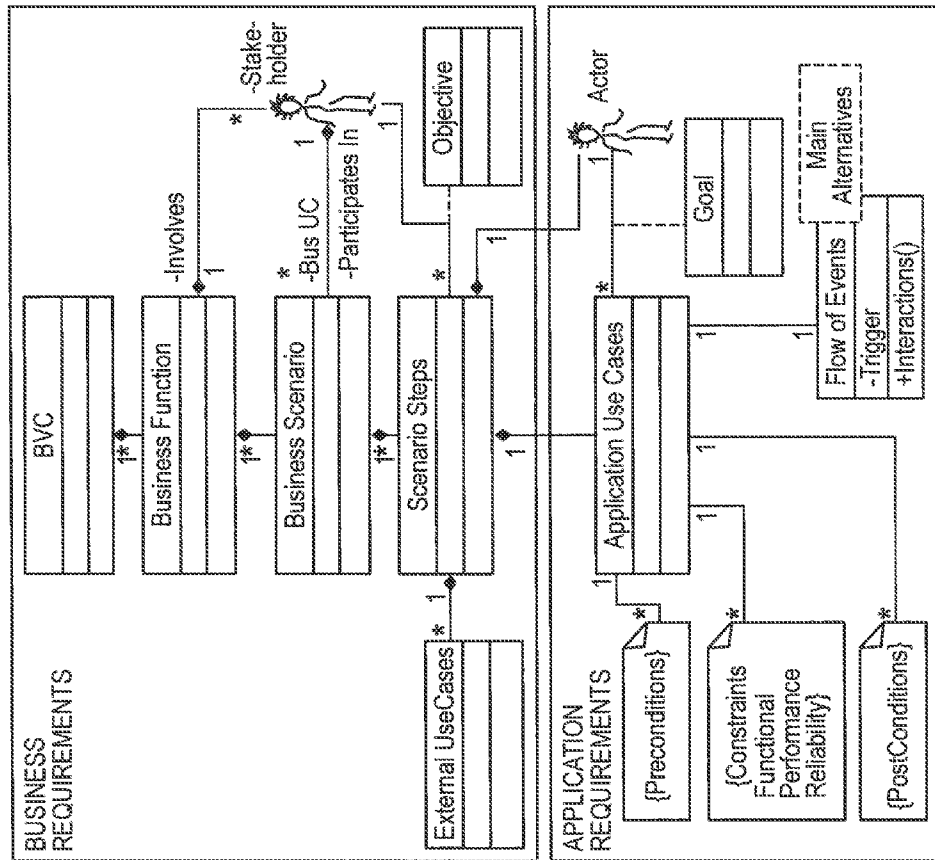 BUSINESS
REQUIREMENTS
BVC
1*
Business Function
-Involves
1
*
-Stake-
holder
1*
Business Scenario
*
-Bus UC
-Participates In
1
1
1*
Scenario Steps
*
1
Objective
External UseCases
*
1
1
APPLICATION
REQUIREMENTS
Actor
1
Application Use Cases
*
Goal
1
*
{Preconditions}
1
*
{Constraints
Functional
Performance
Reliability}
1
*
{PostConditions}
1
1
Main
Alternatives
Flow of Events
-Trigger
+Interactions()